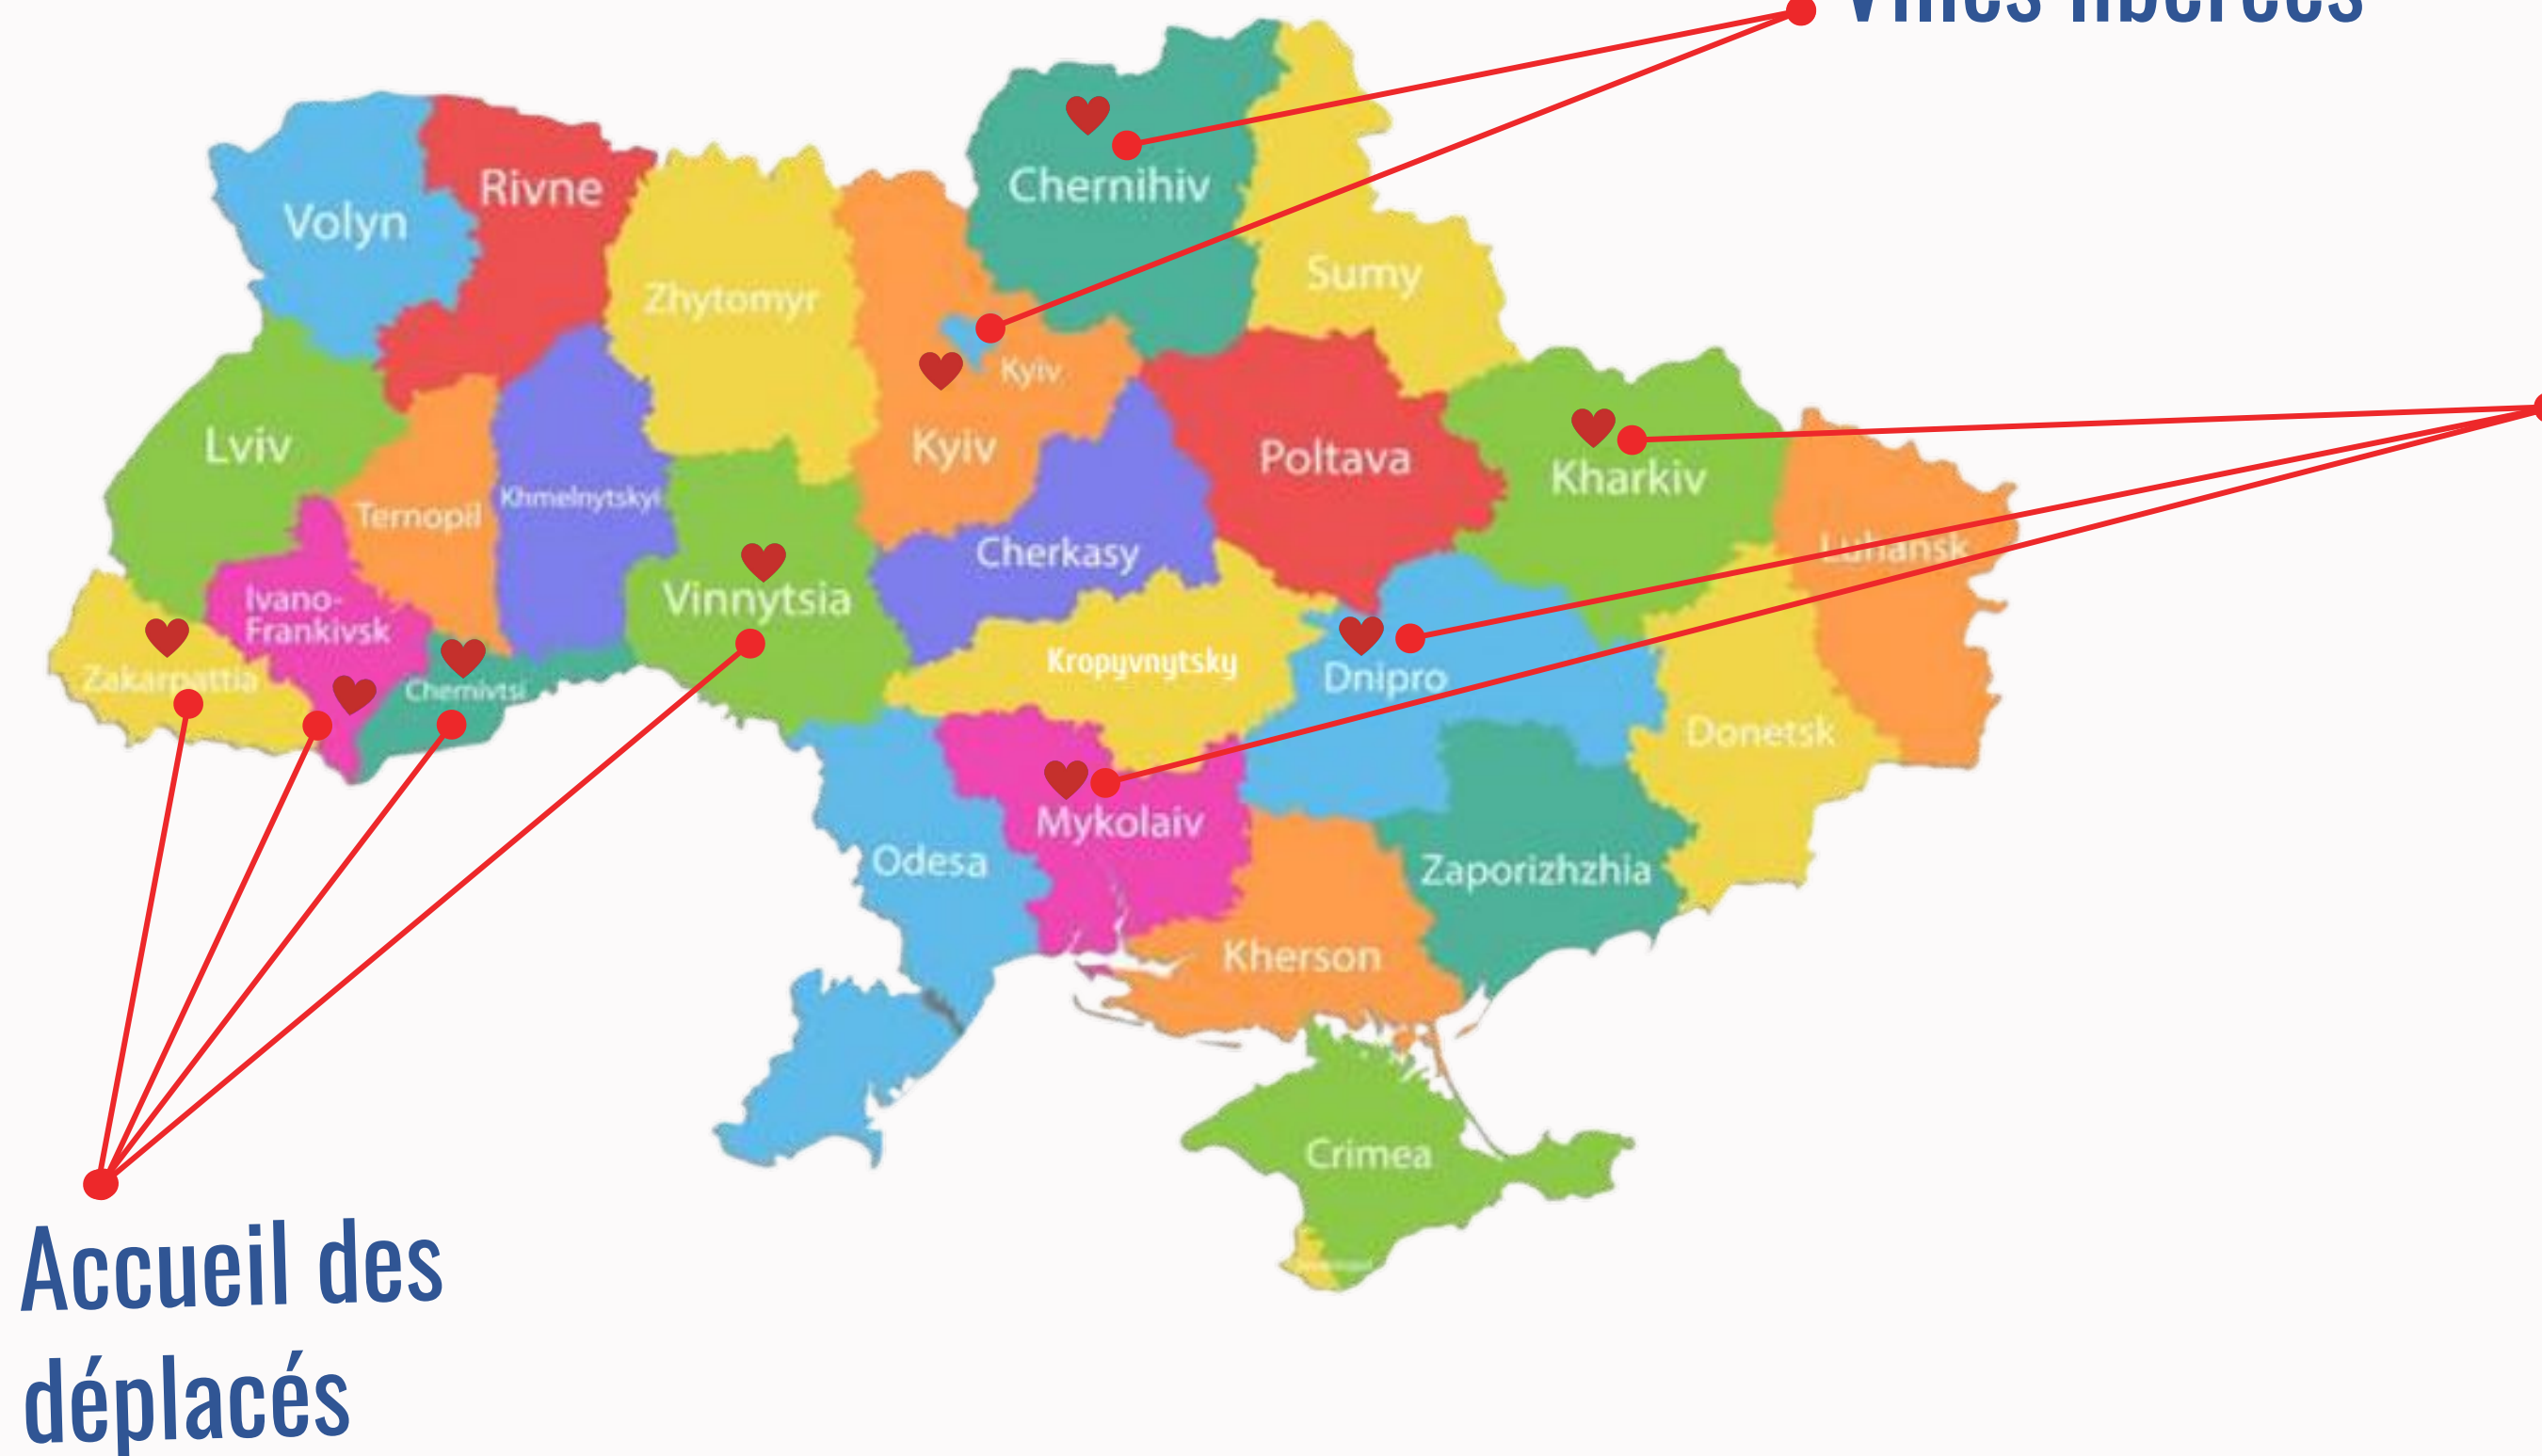 Villes libérées
Chernihiv
Rivne
Volyn
Sumy
Zhytomyr
Kyiv
Lviv
Kyiv
Poltava
Kharkiv
Ternopil
Khmelnytskyi
Cherkasy
Luhansk
Vinnytsia
Ivano-
Frankivsk
Kropyvnytsky
Zakarpattia
Chernivtsi
Dnipro
Donetsk
Mykolaiv
Odesa
Zaporizhzhia
Kherson
Crimea
Accueil des
déplacés